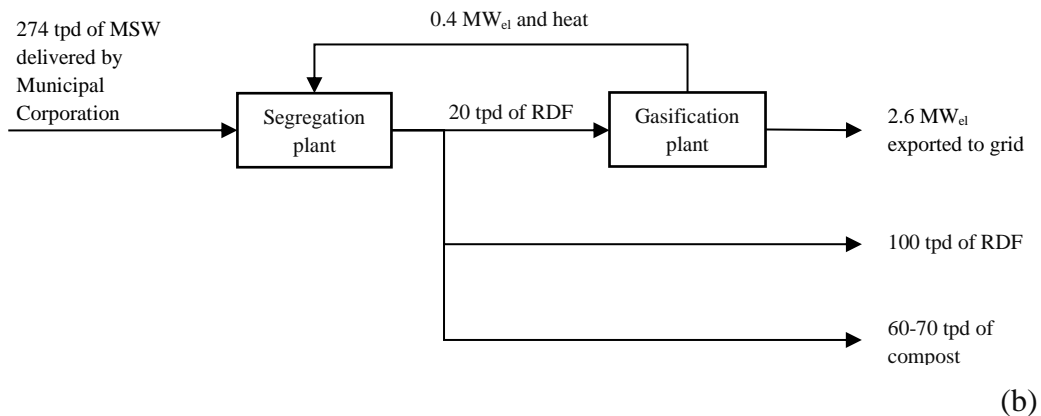 0.4 MWel and heat
274 tpd of MSW
delivered by
Municipal
Corporation
Segregation
plant
20 tpd of RDF
Gasification
plant
2.6 MWel
exported to grid
100 tpd of RDF
60-70 tpd of
compost
(b)